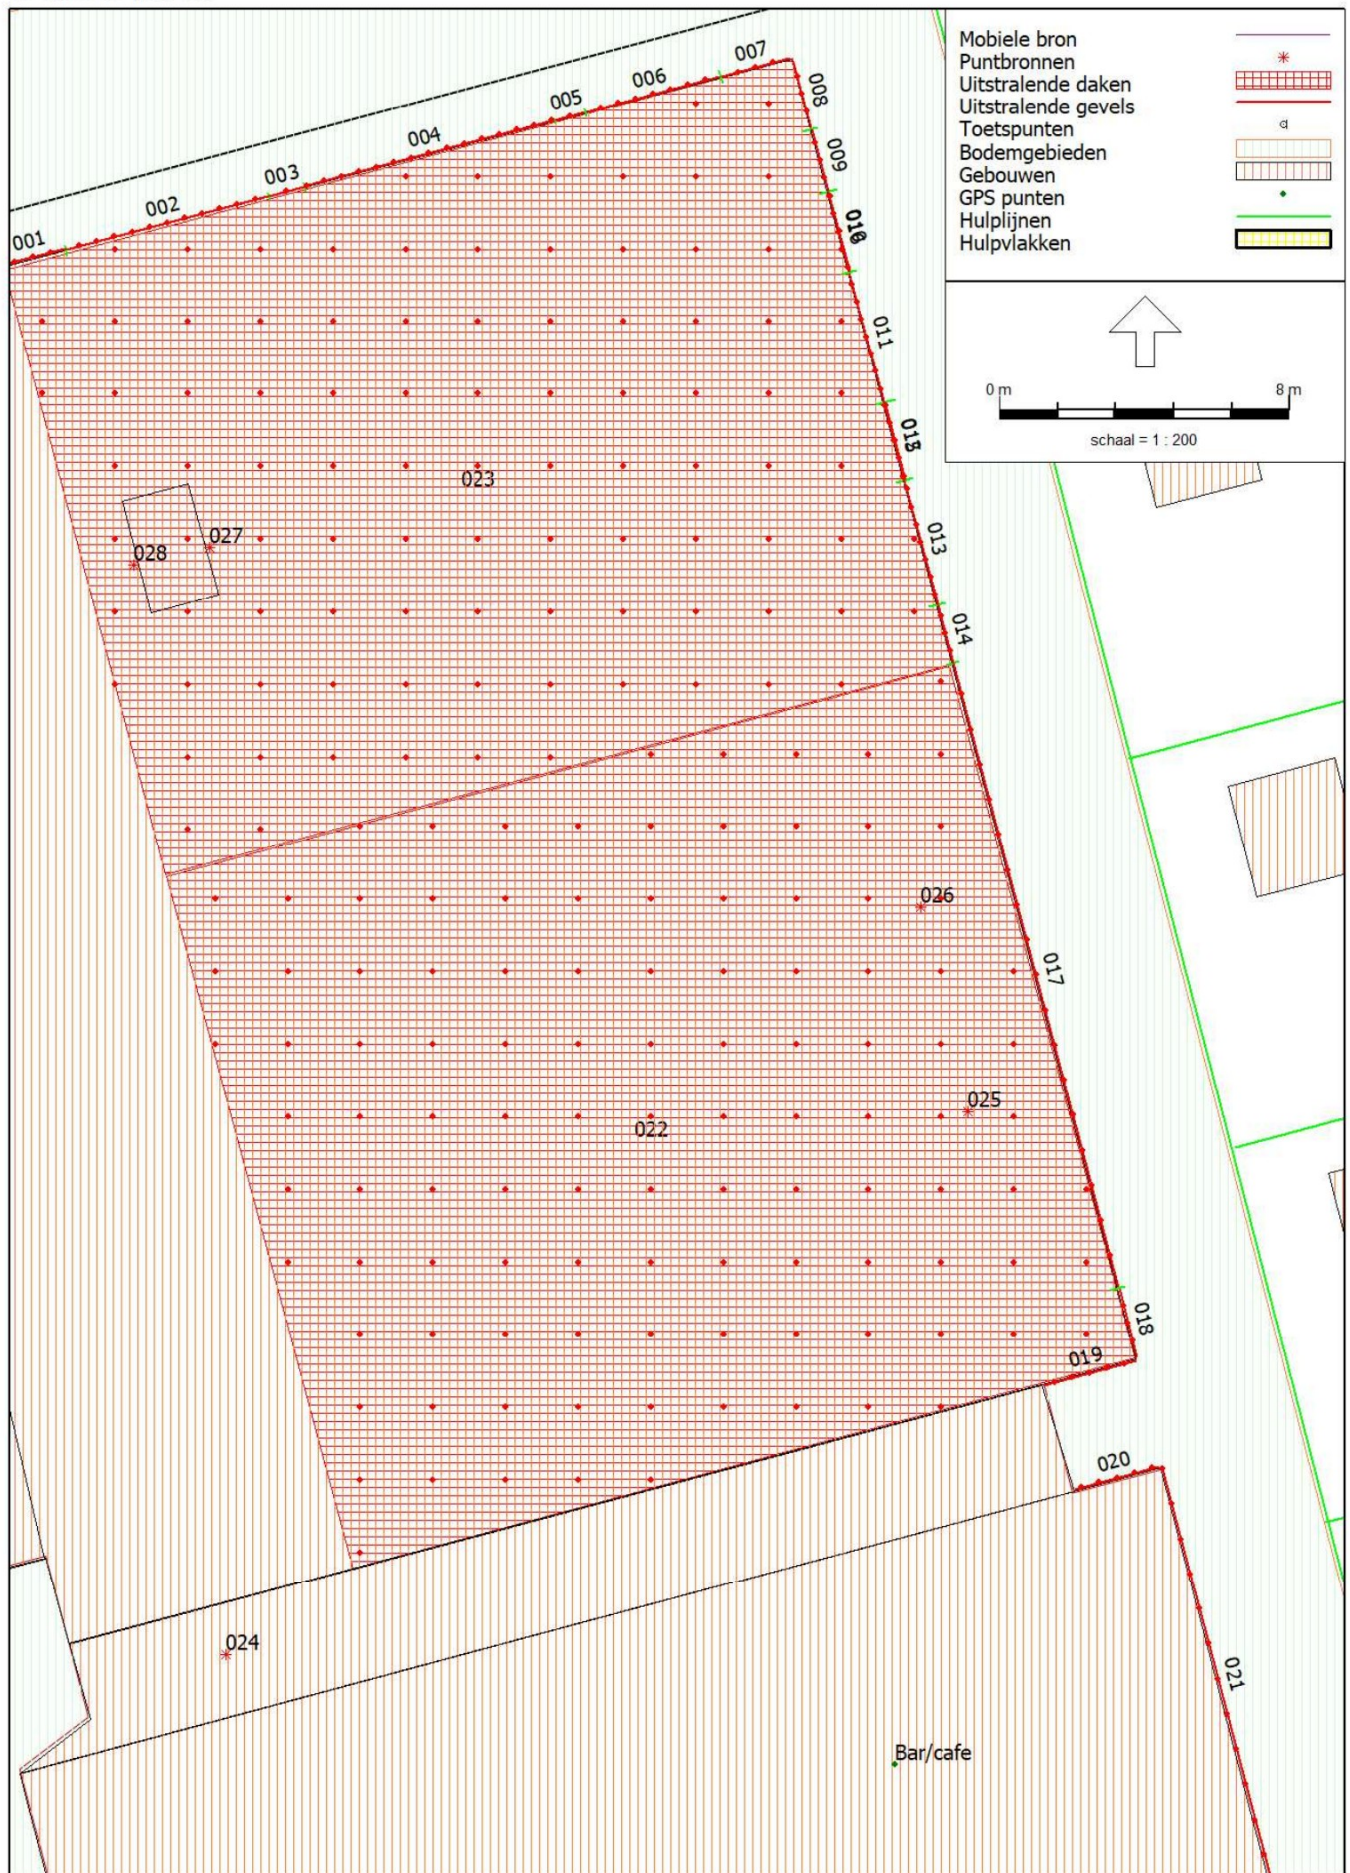 Mobiele bron
Puntbronnen
Uitstralende daken
Uitstralende gevels
Toetspunten
Bodemgebieden
Gebouwen
GPS punten
Hulplijnen
Hulpvlakken
0 m 8 m
schaal = 1 : 200
001
002
003
004
005
006
007
008
009
011
013
014
023
027
028
026
017
025
022
018
019
020
024
021
Bar/cafe